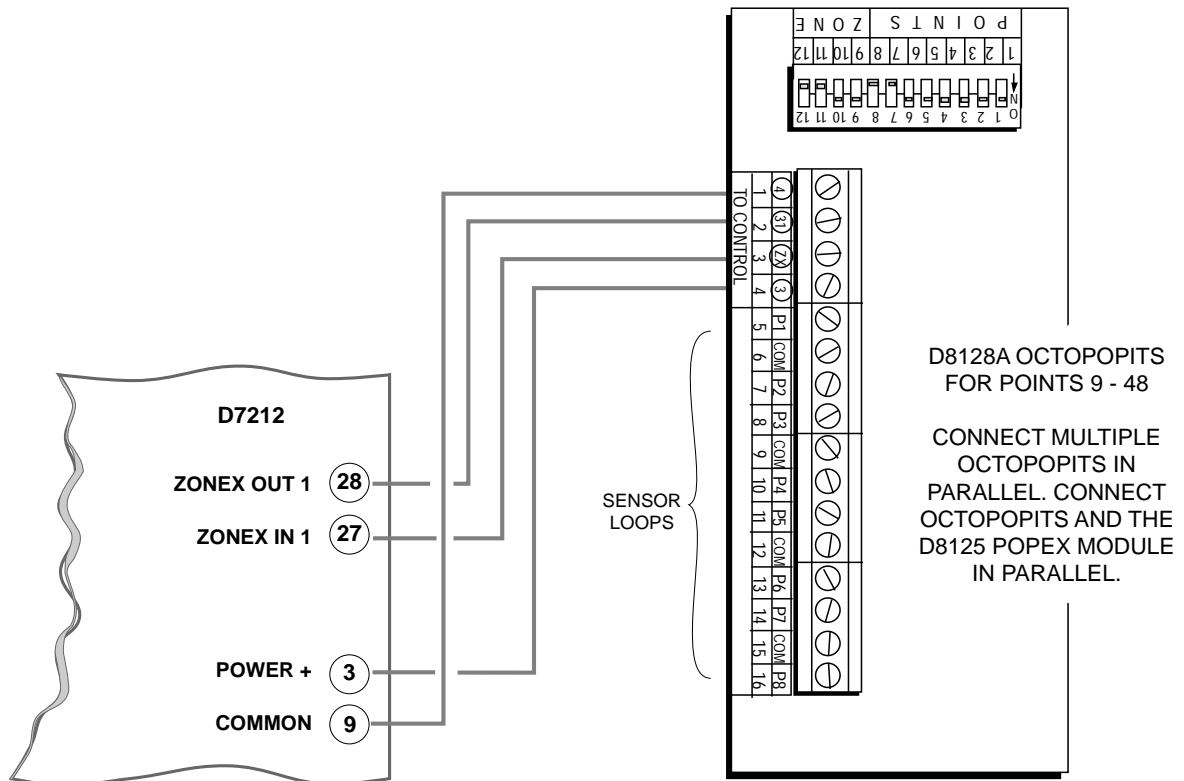 ZONE POINTS
12 11 10 9 8 7 6 5 4 3 2 1
ON
12 11 10 9 8 7 6 5 4 3 2 1
TO CONTROL
1 4
2 31
3 ZX
4 3
5 P1
6 COM
7 P2
8 P3
9 COM
10 P4
11 P5
12 COM
13 P6
14 P7
15 COM
16 P8
SENSOR
LOOPS
D7212
ZONEX OUT 1 28
ZONEX IN 1 27
POWER + 3
COMMON 9
D8128A OCTOPOPITS
FOR POINTS 9 - 48
CONNECT MULTIPLE
OCTOPOPITS IN
PARALLEL. CONNECT
OCTOPOPITS AND THE
D8125 POPEX MODULE
IN PARALLEL.